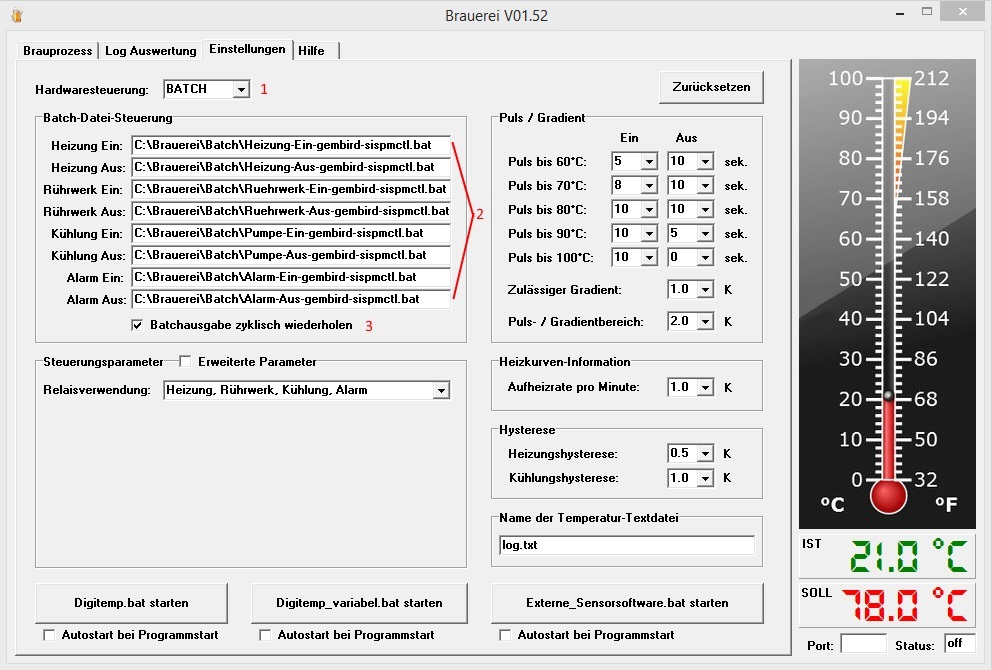 Brauerei V01.52
Brauprozess Log Auswertung Einstellungen Hilfe
Hardwaresteuerung: BATCH 1
Zurücksetzen
Batch-Datei-Steuerung
Heizung Ein: C:\Brauerei\Batch\Heizung-Ein-gembird-sispmctl.bat
Heizung Aus: C:\Brauerei\Batch\Heizung-Aus-gembird-sispmctl.bat
Rührwerk Ein: C:\Brauerei\Batch\Ruehrwerk-Ein-gembird-sispmctl.bat
Rührwerk Aus: C:\Brauerei\Batch\Ruehrwerk-Aus-gembird-sispmctl.bat
Kühlung Ein: C:\Brauerei\Batch\Pumpe-Ein-gembird-sispmctl.bat
Kühlung Aus: C:\Brauerei\Batch\Pumpe-Aus-gembird-sispmctl.bat
Alarm Ein: C:\Brauerei\Batch\Alarm-Ein-gembird-sispmctl.bat
Alarm Aus: C:\Brauerei\Batch\Alarm-Aus-gembird-sispmctl.bat
2
Batchausgabe zyklisch wiederholen 3
Steuerungsparameter Erweiterte Parameter
Relaisverwendung: Heizung, Rührwerk, Kühlung, Alarm
Puls / Gradient
Ein Aus
Puls bis 60°C: 5 10 sek.
Puls bis 70°C: 8 10 sek.
Puls bis 80°C: 10 10 sek.
Puls bis 90°C: 10 5 sek.
Puls bis 100°C: 10 0 sek.
Zulässiger Gradient: 1.0 K
Puls- / Gradientbereich: 2.0 K
Heizkurven-Information
Aufheizrate pro Minute: 1.0 K
Hysterese
Heizungshysterese: 0.5 K
Kühlungshysterese: 1.0 K
Name der Temperatur-Textdatei
log.txt
Digitemp.bat starten
Autostart bei Programmstart
Digitemp_variabel.bat starten
Autostart bei Programmstart
Externe_Sensorsoftware.bat starten
Autostart bei Programmstart
100 212
90 194
80 176
70 158
60 140
50 122
40 104
30 86
20 68
10 50
0 32
°C °F
IST 21.0 °C
SOLL 78.0 °C
Port: Status: off